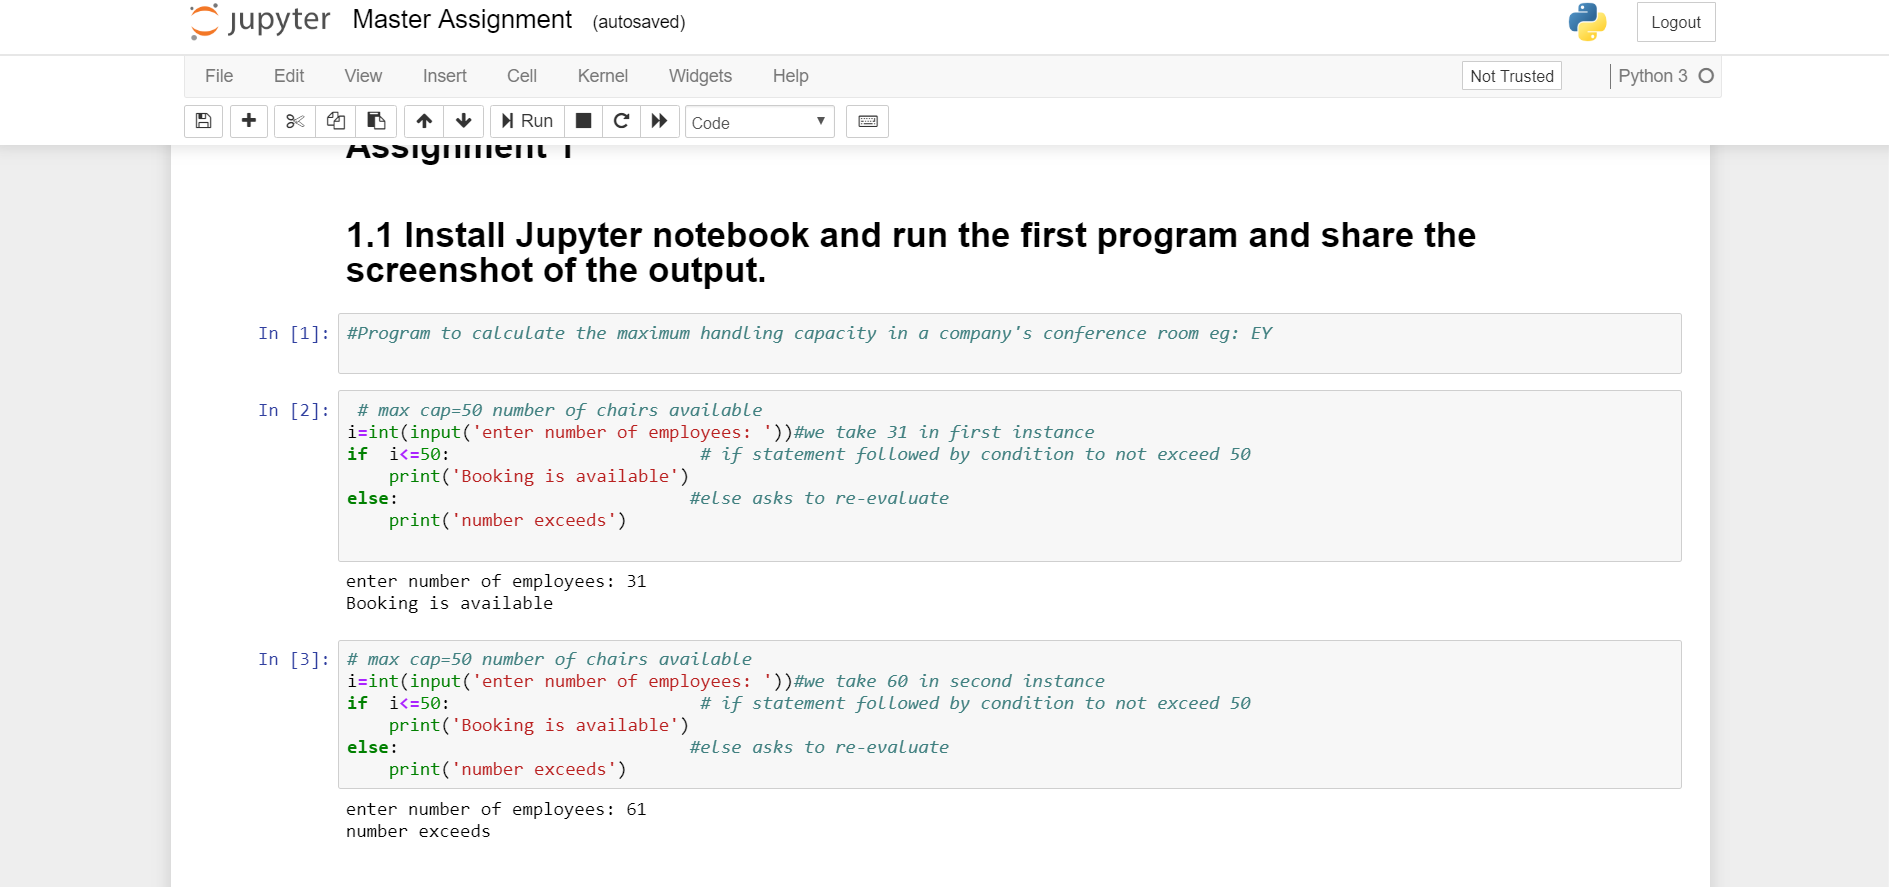 jupyter Master Assignment (autosaved) Logout
File Edit View Insert Cell Kernel Widgets Help Not Trusted Python 3
Run Code
Assignment 1
1.1 Install Jupyter notebook and run the first program and share the
screenshot of the output.
In [1]: #Program to calculate the maximum handling capacity in a company's conference room eg: EY
In [2]: # max cap=50 number of chairs available
i=int(input('enter number of employees: '))#we take 31 in first instance
if  i<=50:                        # if statement followed by condition to not exceed 50
    print('Booking is available')
else:                            #else asks to re-evaluate
    print('number exceeds')
enter number of employees: 31
Booking is available
In [3]: # max cap=50 number of chairs available
i=int(input('enter number of employees: '))#we take 60 in second instance
if  i<=50:                        # if statement followed by condition to not exceed 50
    print('Booking is available')
else:                            #else asks to re-evaluate
    print('number exceeds')
enter number of employees: 61
number exceeds